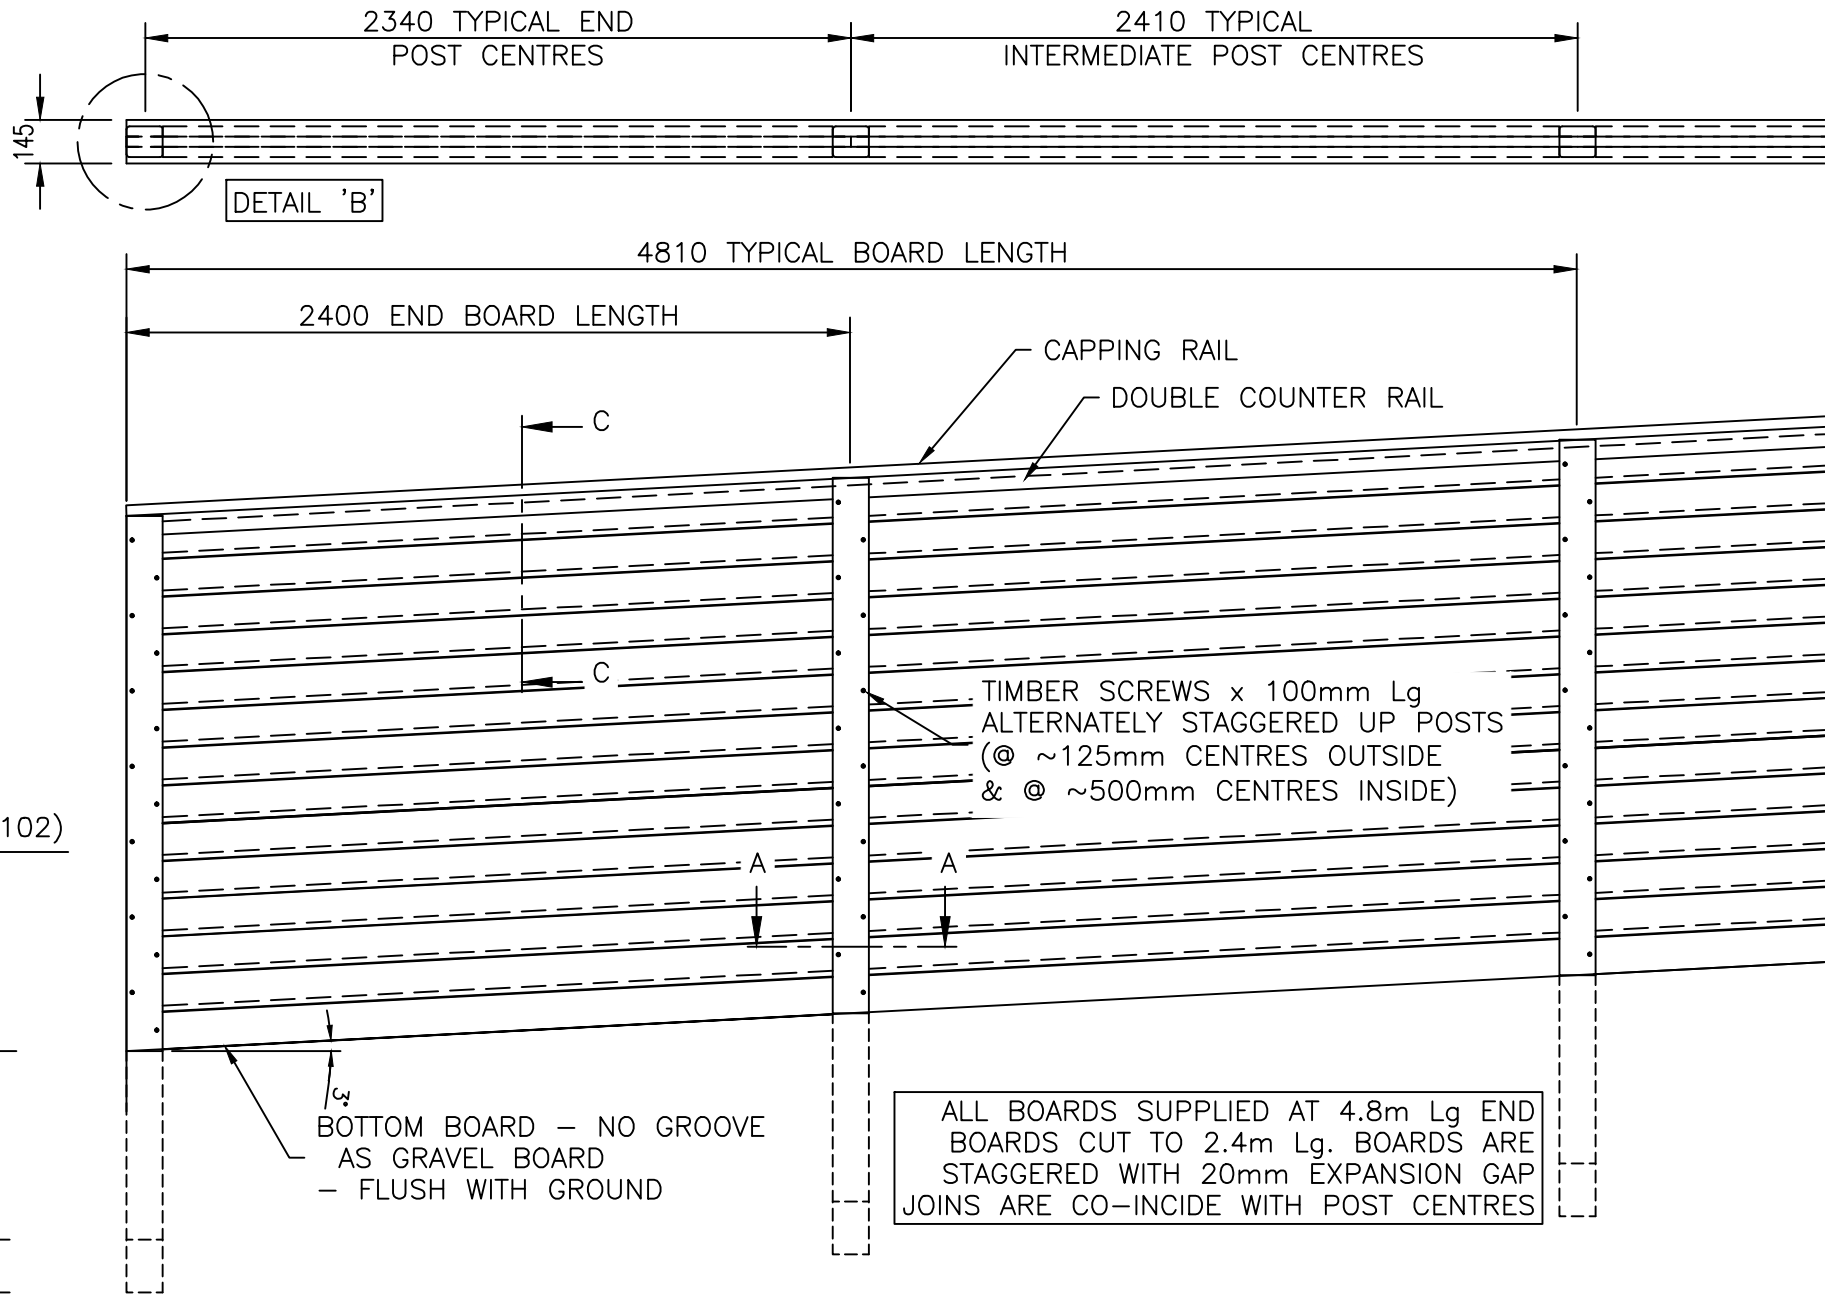 2340 TYPICAL END
POST CENTRES
2410 TYPICAL
INTERMEDIATE POST CENTRES
145
DETAIL 'B'
4810 TYPICAL BOARD LENGTH
2400 END BOARD LENGTH
CAPPING RAIL
DOUBLE COUNTER RAIL
C
C
TIMBER SCREWS x 100mm Lg
ALTERNATELY STAGGERED UP POSTS
(@ ~125mm CENTRES OUTSIDE
& @ ~500mm CENTRES INSIDE)
102)
A
A
3°
BOTTOM BOARD – NO GROOVE
AS GRAVEL BOARD
– FLUSH WITH GROUND
ALL BOARDS SUPPLIED AT 4.8m Lg END
BOARDS CUT TO 2.4m Lg. BOARDS ARE
STAGGERED WITH 20mm EXPANSION GAP
JOINS ARE CO–INCIDE WITH POST CENTRES